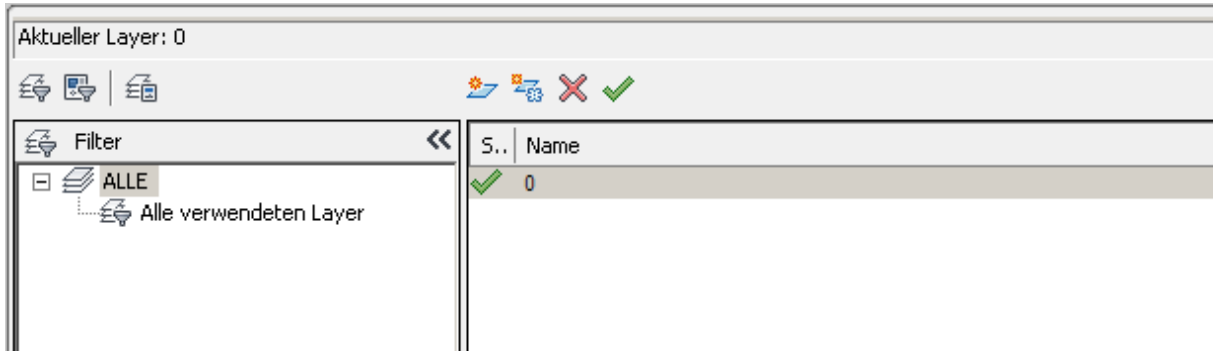 Aktueller Layer: 0
Filter
S.. Name
ALLE
0
Alle verwendeten Layer